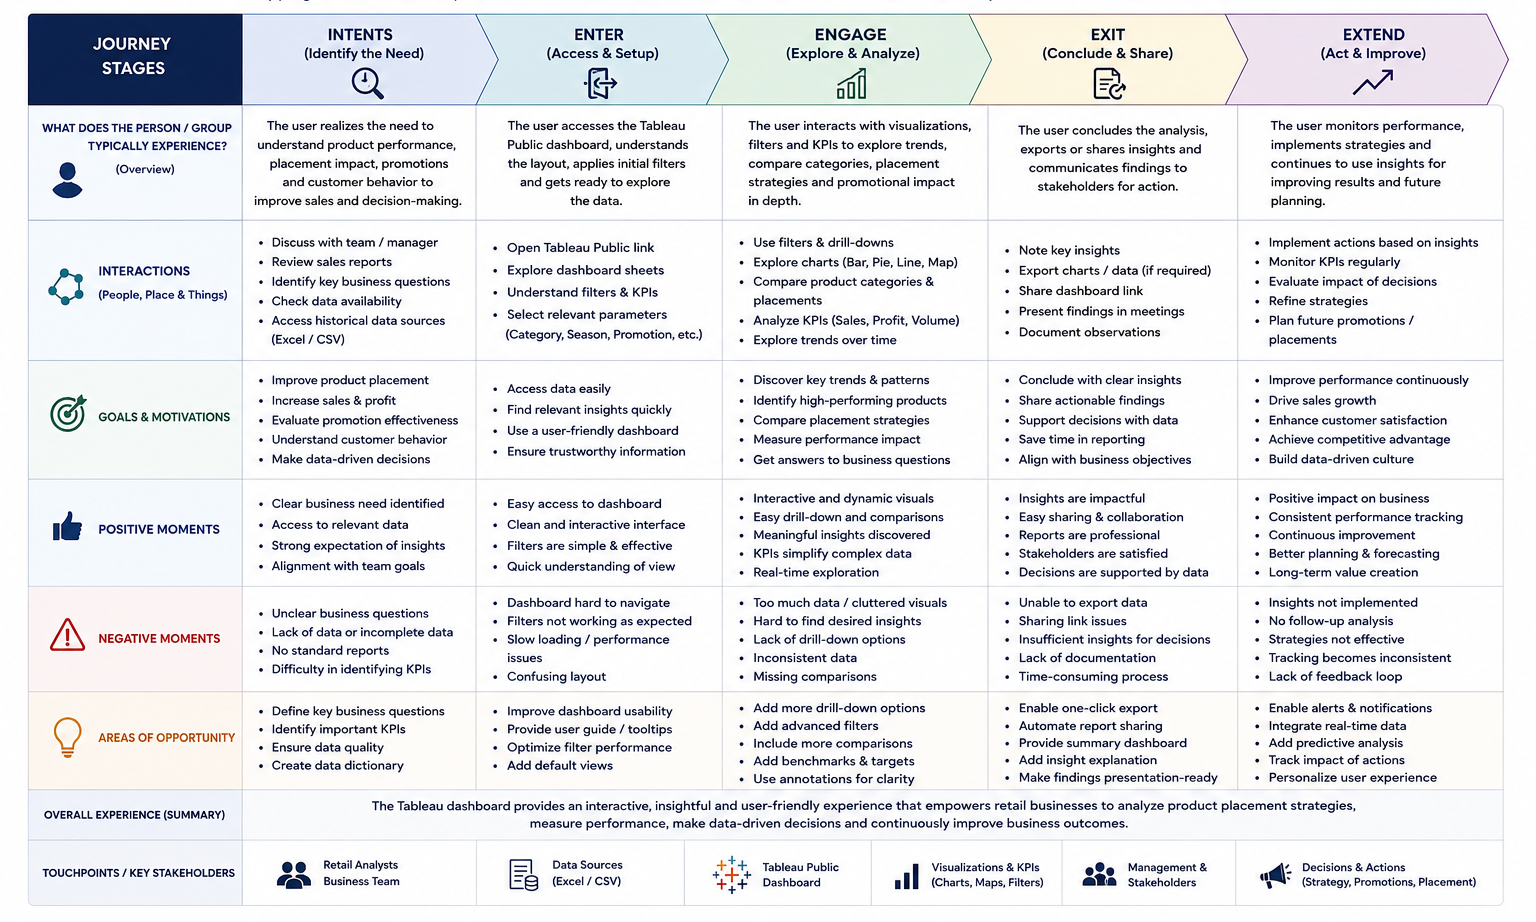 JOURNEY
STAGES
INTENTS
(Identify the Need)
ENTER
(Access & Setup)
ENGAGE
(Explore & Analyze)
EXIT
(Conclude & Share)
EXTEND
(Act & Improve)
WHAT DOES THE PERSON / GROUP
TYPICALLY EXPERIENCE?
(Overview)
The user realizes the need to
understand product performance,
placement impact, promotions
and customer behavior to
improve sales and decision-making.
The user accesses the Tableau
Public dashboard, understands
the layout, applies initial filters
and gets ready to explore
the data.
The user interacts with visualizations,
filters and KPIs to explore trends,
compare categories, placement
strategies and promotional impact
in depth.
The user concludes the analysis,
exports or shares insights and
communicates findings to
stakeholders for action.
The user monitors performance,
implements strategies and
continues to use insights for
improving results and future
planning.
INTERACTIONS
(People, Place & Things)
• Discuss with team / manager
• Review sales reports
• Identify key business questions
• Check data availability
• Access historical data sources
(Excel / CSV)
• Open Tableau Public link
• Explore dashboard sheets
• Understand filters & KPIs
• Select relevant parameters
(Category, Season, Promotion, etc.)
• Use filters & drill-downs
• Explore charts (Bar, Pie, Line, Map)
• Compare product categories &
placements
• Analyze KPIs (Sales, Profit, Volume)
• Explore trends over time
• Note key insights
• Export charts / data (if required)
• Share dashboard link
• Present findings in meetings
• Document observations
• Implement actions based on insights
• Monitor KPIs regularly
• Evaluate impact of decisions
• Refine strategies
• Plan future promotions /
placements
GOALS & MOTIVATIONS
• Improve product placement
• Increase sales & profit
• Evaluate promotion effectiveness
• Understand customer behavior
• Make data-driven decisions
• Access data easily
• Find relevant insights quickly
• Use a user-friendly dashboard
• Ensure trustworthy information
• Discover key trends & patterns
• Identify high-performing products
• Compare placement strategies
• Measure performance impact
• Get answers to business questions
• Conclude with clear insights
• Share actionable findings
• Support decisions with data
• Save time in reporting
• Align with business objectives
• Improve performance continuously
• Drive sales growth
• Enhance customer satisfaction
• Achieve competitive advantage
• Build data-driven culture
POSITIVE MOMENTS
• Clear business need identified
• Access to relevant data
• Strong expectation of insights
• Alignment with team goals
• Easy access to dashboard
• Clean and interactive interface
• Filters are simple & effective
• Quick understanding of view
• Interactive and dynamic visuals
• Easy drill-down and comparisons
• Meaningful insights discovered
• KPIs simplify complex data
• Real-time exploration
• Insights are impactful
• Easy sharing & collaboration
• Reports are professional
• Stakeholders are satisfied
• Decisions are supported by data
• Positive impact on business
• Consistent performance tracking
• Continuous improvement
• Better planning & forecasting
• Long-term value creation
NEGATIVE MOMENTS
• Unclear business questions
• Lack of data or incomplete data
• No standard reports
• Difficulty in identifying KPIs
• Dashboard hard to navigate
• Filters not working as expected
• Slow loading / performance
issues
• Confusing layout
• Too much data / cluttered visuals
• Hard to find desired insights
• Lack of drill-down options
• Inconsistent data
• Missing comparisons
• Unable to export data
• Sharing link issues
• Insufficient insights for decisions
• Lack of documentation
• Time-consuming process
• Insights not implemented
• No follow-up analysis
• Strategies not effective
• Tracking becomes inconsistent
• Lack of feedback loop
AREAS OF OPPORTUNITY
• Define key business questions
• Identify important KPIs
• Ensure data quality
• Create data dictionary
• Improve dashboard usability
• Provide user guide / tooltips
• Optimize filter performance
• Add default views
• Add more drill-down options
• Add advanced filters
• Include more comparisons
• Add benchmarks & targets
• Use annotations for clarity
• Enable one-click export
• Automate report sharing
• Provide summary dashboard
• Add insight explanation
• Make findings presentation-ready
• Enable alerts & notifications
• Integrate real-time data
• Add predictive analysis
• Track impact of actions
• Personalize user experience
OVERALL EXPERIENCE (SUMMARY)
The Tableau dashboard provides an interactive, insightful and user-friendly experience that empowers retail businesses to analyze product placement strategies,
measure performance, make data-driven decisions and continuously improve business outcomes.
TOUCHPOINTS / KEY STAKEHOLDERS
Retail Analysts
Business Team
Data Sources
(Excel / CSV)
Tableau Public
Dashboard
Visualizations & KPIs
(Charts, Maps, Filters)
Management &
Stakeholders
Decisions & Actions
(Strategy, Promotions, Placement)